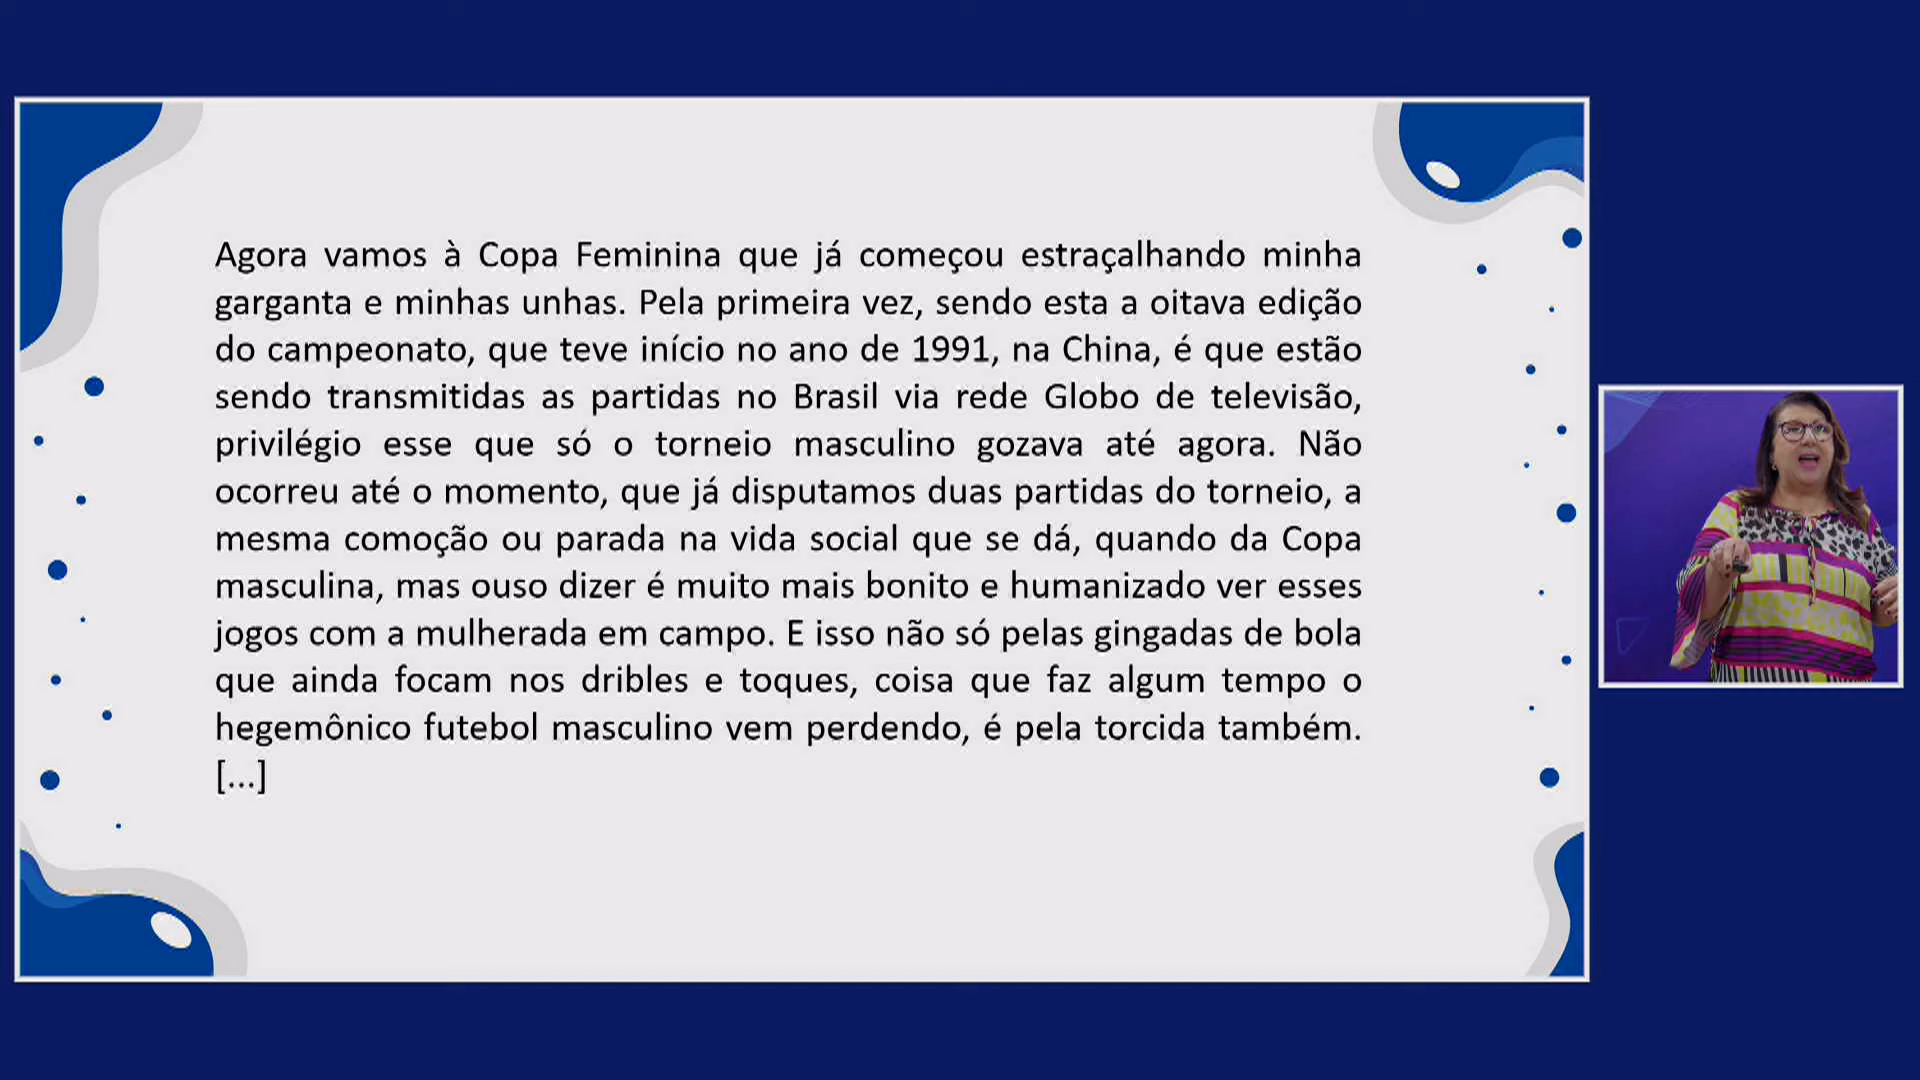 Agora vamos à Copa Feminina que já começou estraçalhando minha
garganta e minhas unhas. Pela primeira vez, sendo esta a oitava edição
do campeonato, que teve início no ano de 1991, na China, é que estão
sendo transmitidas as partidas no Brasil via rede Globo de televisão,
privilégio esse que só o torneio masculino gozava até agora. Não
ocorreu até o momento, que já disputamos duas partidas do torneio, a
mesma comoção ou parada na vida social que se dá, quando da Copa
masculina, mas ouso dizer é muito mais bonito e humanizado ver esses
jogos com a mulherada em campo. E isso não só pelas gingadas de bola
que ainda focam nos dribles e toques, coisa que faz algum tempo o
hegemônico futebol masculino vem perdendo, é pela torcida também.
[...]